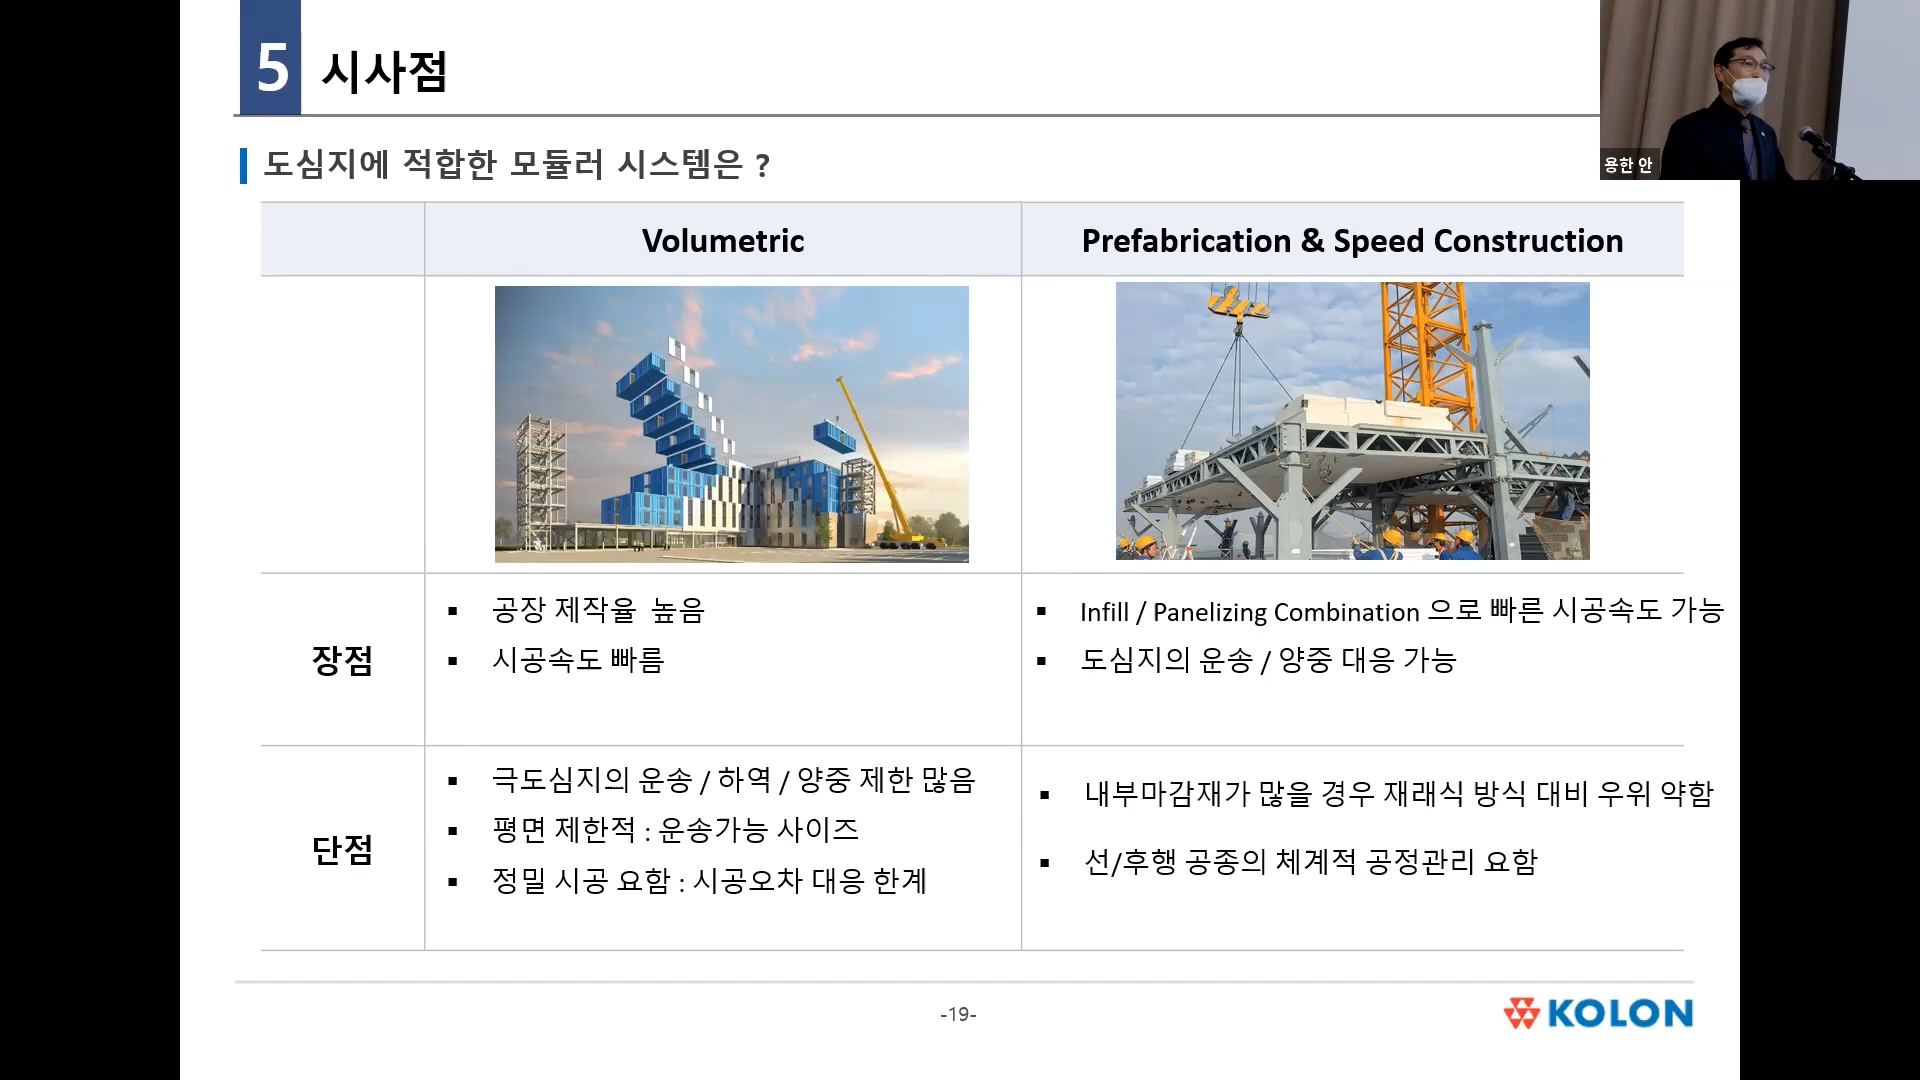 5 시사점
용한 안
도심지에 적합한 모듈러 시스템은 ?
Volumetric
Prefabrication & Speed Construction
장점
▪ 공장 제작율 높음
▪ 시공속도 빠름
▪ Infill / Panelizing Combination 으로 빠른 시공속도 가능
▪ 도심지의 운송 / 양중 대응 가능
단점
▪ 극도심지의 운송 / 하역 / 양중 제한 많음
▪ 평면 제한적 : 운송가능 사이즈
▪ 정밀 시공 요함 : 시공오차 대응 한계
▪ 내부마감재가 많을 경우 재래식 방식 대비 우위 약함
▪ 선/후행 공종의 체계적 공정관리 요함
-19-
KOLON